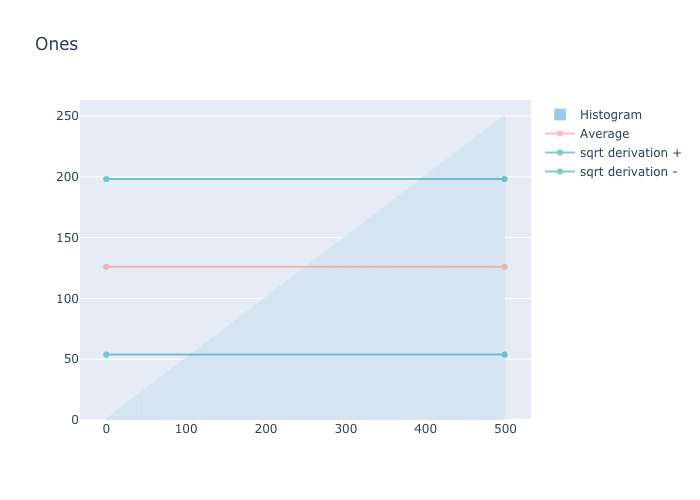 Ones
250
200
150
100
50
0
0 100 200 300 400 500
Histogram
Average
sqrt derivation +
sqrt derivation -